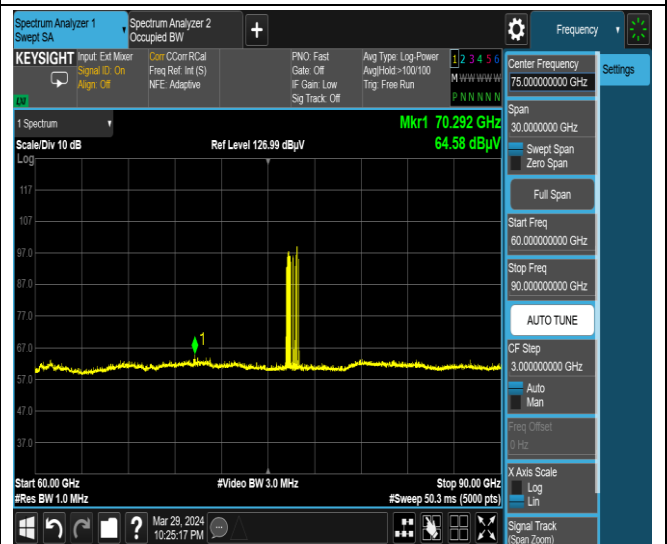 Spectrum Analyzer 1
Swept SA
Spectrum Analyzer 2
Occupied BW
+
Frequency
KEYSIGHT
Input: Ext Mixer
Signal ID: On
Align: Off
Corr CCorr RCal
Freq Ref: Int (S)
NFE: Adaptive
PNO: Fast
Gate: Off
IF Gain: Low
Sig Track: Off
Avg Type: Log-Power
Avg|Hold:>100/100
Trig: Free Run
1 2 3 4 5 6
M W W W W W
P N N N N N
LXI
1 Spectrum
Scale/Div 10 dB
Log
Ref Level 126.99 dBµV
Mkr1 70.292 GHz
64.58 dBµV
117
107
97.0
87.0
77.0
67.0
57.0
47.0
37.0
1
Start 60.00 GHz
#Res BW 1.0 MHz
#Video BW 3.0 MHz
Stop 90.00 GHz
#Sweep 50.3 ms (5000 pts)
Mar 29, 2024
10:25:17 PM
?
Center Frequency
75.000000000 GHz
Span
30.0000000 GHz
Swept Span
Zero Span
Full Span
Start Freq
60.000000000 GHz
Stop Freq
90.000000000 GHz
AUTO TUNE
CF Step
3.000000000 GHz
Auto
Man
Freq Offset
0 Hz
X Axis Scale
Log
Lin
Signal Track
(Span Zoom)
Settings